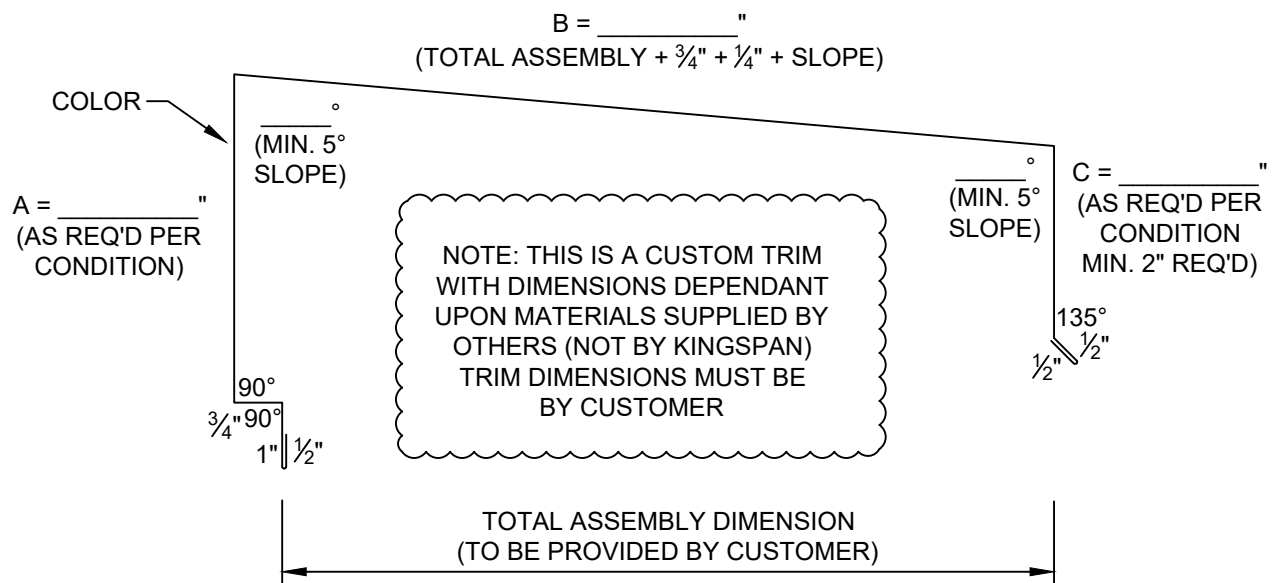 B = __________"
(TOTAL ASSEMBLY + ¾" + ¼" + SLOPE)
COLOR
_____°
(MIN. 5°
SLOPE)
A = __________"
(AS REQ'D PER
CONDITION)
_____°
(MIN. 5°
SLOPE)
C = __________"
(AS REQ'D PER
CONDITION
MIN. 2" REQ'D)
NOTE: THIS IS A CUSTOM TRIM
WITH DIMENSIONS DEPENDANT
UPON MATERIALS SUPPLIED BY
OTHERS (NOT BY KINGSPAN)
TRIM DIMENSIONS MUST BE
BY CUSTOMER
135°
½"
½"
90°
¾"
90°
1"
½"
TOTAL ASSEMBLY DIMENSION
(TO BE PROVIDED BY CUSTOMER)